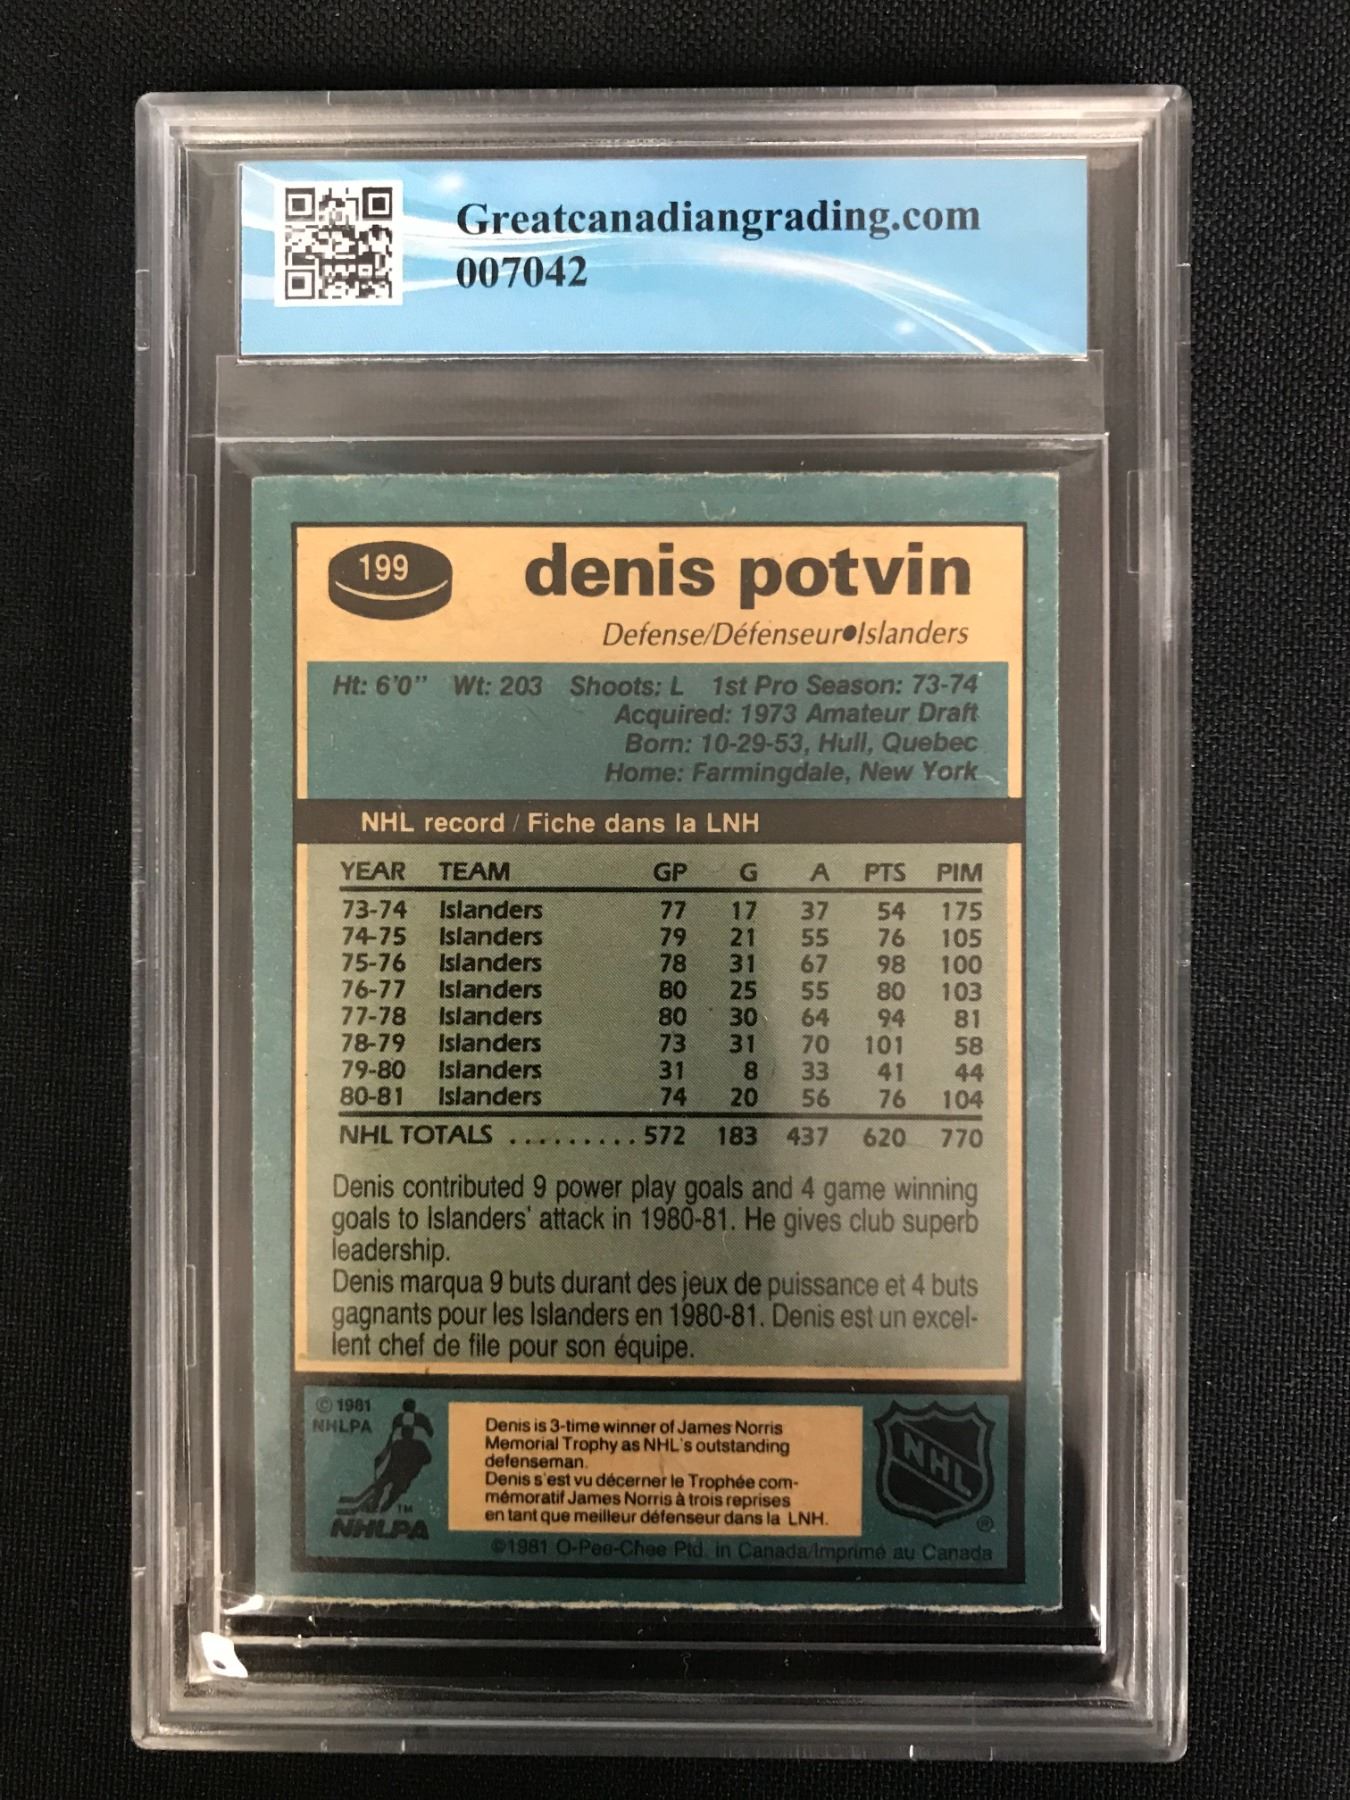 Greatcanadiangrading.com
007042
199
denis potvin
Defense/Défenseur●Islanders
Ht: 6'0" Wt: 203 Shoots: L 1st Pro Season: 73-74
Acquired: 1973 Amateur Draft
Born: 10-29-53, Hull, Quebec
Home: Farmingdale, New York
NHL record / Fiche dans la LNH
YEAR TEAM GP G A PTS PIM
73-74 Islanders 77 17 37 54 175
74-75 Islanders 79 21 55 76 105
75-76 Islanders 78 31 67 98 100
76-77 Islanders 80 25 55 80 103
77-78 Islanders 80 30 64 94 81
78-79 Islanders 73 31 70 101 58
79-80 Islanders 31 8 33 41 44
80-81 Islanders 74 20 56 76 104
NHL TOTALS ......... 572 183 437 620 770
Denis contributed 9 power play goals and 4 game winning
goals to Islanders' attack in 1980-81. He gives club superb
leadership.
Denis marqua 9 buts durant des jeux de puissance et 4 buts
gagnants pour les Islanders en 1980-81. Denis est un excel-
lent chef de file pour son équipe.
© 1981
NHLPA
TM
NHLPA
Denis is 3-time winner of James Norris
Memorial Trophy as NHL's outstanding
defenseman.
Denis s'est vu décerner le Trophée com-
mémoratif James Norris à trois reprises
en tant que meilleur défenseur dans la LNH.
NHL
®
©1981 O-Pee-Chee Ptd. in Canada/Imprimé au Canada